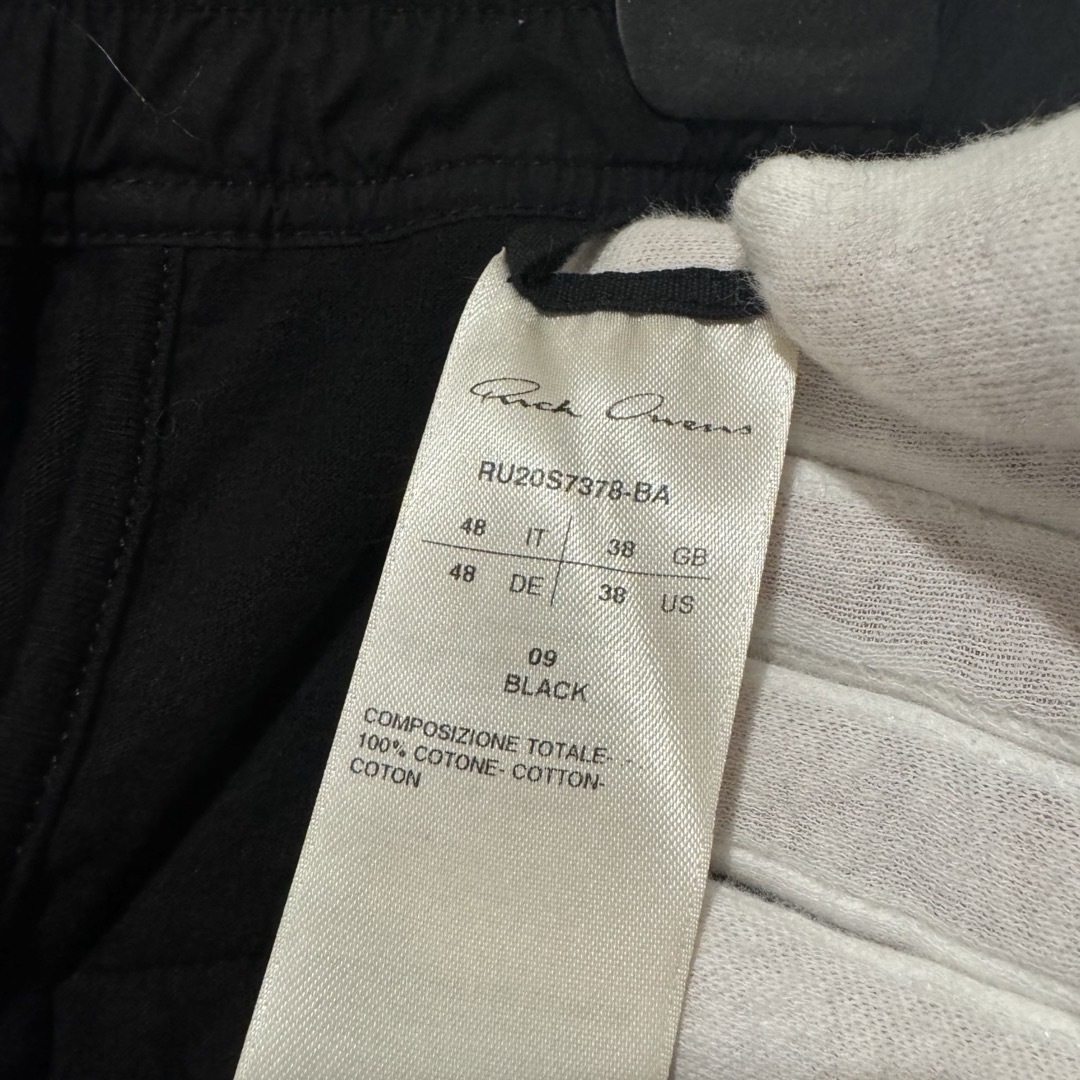 Rick Owens
RU20S7378-BA
48 IT 38 GB
48 DE 38 US
09
BLACK
COMPOSIZIONE TOTALE-
100% COTONE- COTTON-
COTON